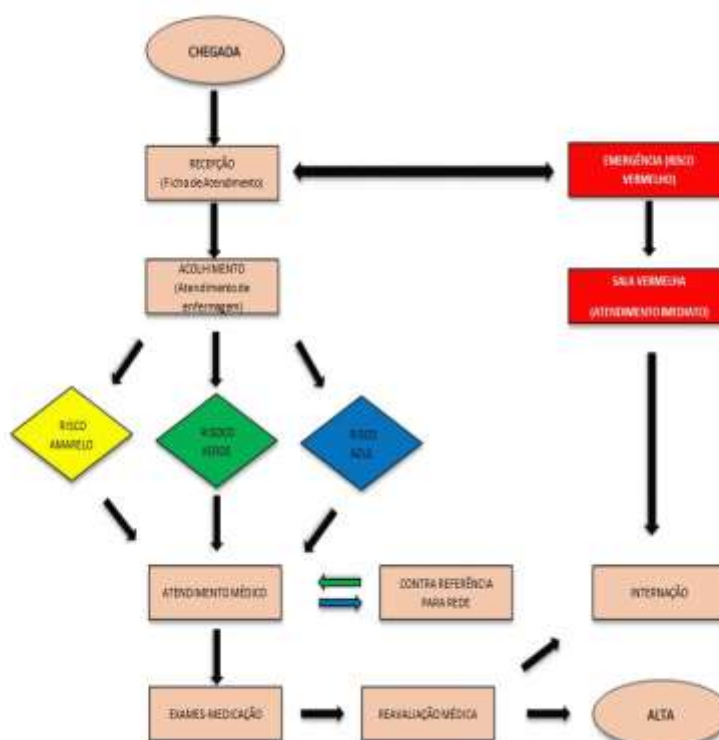 CHEGADA
RECEPÇÃO
(Ficha de Atendimento)
EMERGÊNCIA (RISCO
VERMELHO)
ACOLHIMENTO
(Atendimento de
enfermagem)
SALA VERMELHA
(ATENDIMENTO IMEDIATO)
RISCO
AMARELO
RISOCO
VERDE
RISCO
AZUL
ATENDIMENTO MÉDICO
CONTRA REFERÊNCIA
PARA REDE
INTERNAÇÃO
EXAMES-MEDICAÇÃO
REAVALIAÇÃO MÉDICA
ALTA